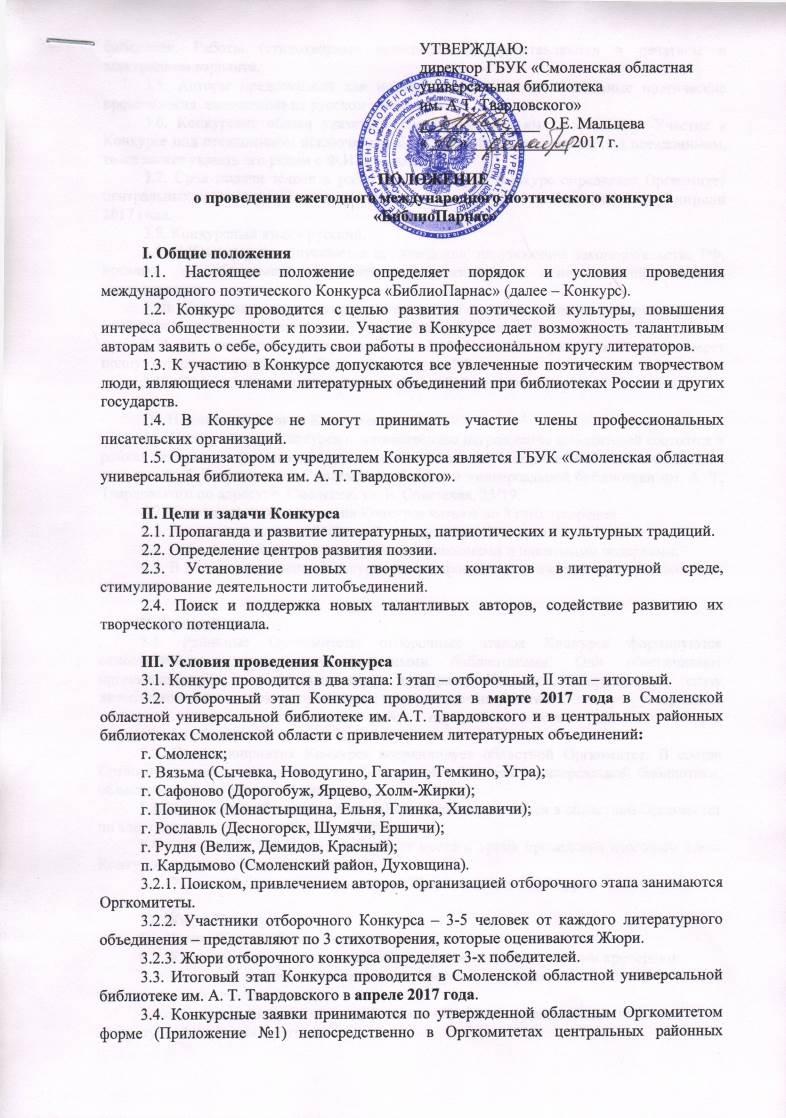 УТВЕРЖДАЮ:
директор ГБУК «Смоленская областная
универсальная библиотека
им. А.Т. Твардовского»
О.Е. Мальцева
2017 г.
ПОЛОЖЕНИЕ
о проведении ежегодного международного поэтического конкурса
«БиблиоПарнас»
I. Общие положения
1.1. Настоящее положение определяет порядок и условия проведения
международного поэтического Конкурса «БиблиоПарнас» (далее – Конкурс).
1.2. Конкурс проводится с целью развития поэтической культуры, повышения
интереса общественности к поэзии. Участие в Конкурсе дает возможность талантливым
авторам заявить о себе, обсудить свои работы в профессиональном кругу литераторов.
1.3. К участию в Конкурсе допускаются все увлеченные поэтическим творчеством
люди, являющиеся членами литературных объединений при библиотеках России и других
государств.
1.4. В Конкурсе не могут принимать участие члены профессиональных
писательских организаций.
1.5. Организатором и учредителем Конкурса является ГБУК «Смоленская областная
универсальная библиотека им. А. Т. Твардовского».
II. Цели и задачи Конкурса
2.1. Пропаганда и развитие литературных, патриотических и культурных традиций.
2.2. Определение центров развития поэзии.
2.3. Установление новых творческих контактов в литературной среде,
стимулирование деятельности литобъединений.
2.4. Поиск и поддержка новых талантливых авторов, содействие развитию их
творческого потенциала.
III. Условия проведения Конкурса
3.1. Конкурс проводится в два этапа: I этап – отборочный, II этап – итоговый.
3.2. Отборочный этап Конкурса проводится в марте 2017 года в Смоленской
областной универсальной библиотеке им. А.Т. Твардовского и в центральных районных
библиотеках Смоленской области с привлечением литературных объединений:
г. Смоленск;
г. Вязьма (Сычевка, Новодугино, Гагарин, Темкино, Угра);
г. Сафоново (Дорогобуж, Ярцево, Холм-Жирки);
г. Починок (Монастырщина, Ельня, Глинка, Хиславичи);
г. Рославль (Десногорск, Шумячи, Ершичи);
г. Рудня (Велиж, Демидов, Красный);
п. Кардымово (Смоленский район, Духовщина).
3.2.1. Поиском, привлечением авторов, организацией отборочного этапа занимаются
Оргкомитеты.
3.2.2. Участники отборочного Конкурса – 3-5 человек от каждого литературного
объединения – представляют по 3 стихотворения, которые оцениваются Жюри.
3.2.3. Жюри отборочного конкурса определяет 3-х победителей.
3.3. Итоговый этап Конкурса проводится в Смоленской областной универсальной
библиотеке им. А. Т. Твардовского в апреле 2017 года.
3.4. Конкурсные заявки принимаются по утвержденной областным Оргкомитетом
форме (Приложение №1) непосредственно в Оргкомитетах центральных районных